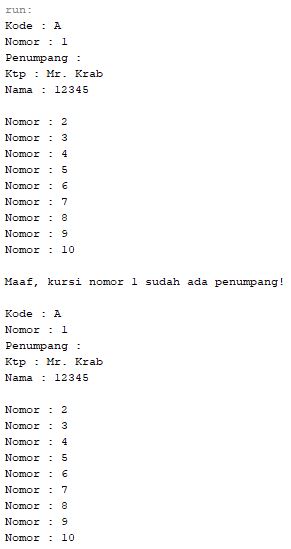 run:
Kode : A
Nomor : 1
Penumpang :
Ktp : Mr. Krab
Nama : 12345
Nomor : 2
Nomor : 3
Nomor : 4
Nomor : 5
Nomor : 6
Nomor : 7
Nomor : 8
Nomor : 9
Nomor : 10
Maaf, kursi nomor 1 sudah ada penumpang!
Kode : A
Nomor : 1
Penumpang :
Ktp : Mr. Krab
Nama : 12345
Nomor : 2
Nomor : 3
Nomor : 4
Nomor : 5
Nomor : 6
Nomor : 7
Nomor : 8
Nomor : 9
Nomor : 10